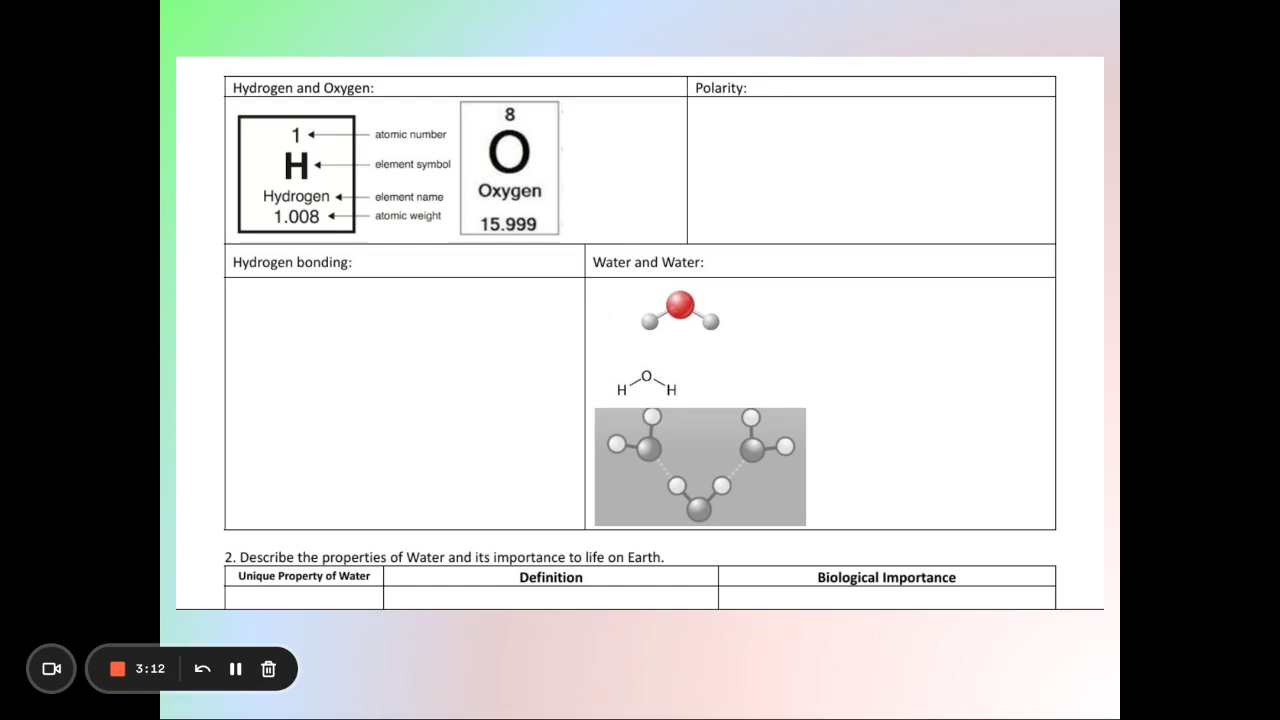 Hydrogen and Oxygen:
Polarity:
1
atomic number
H
element symbol
Hydrogen
element name
1.008
atomic weight
8
O
Oxygen
15.999
Hydrogen bonding:
Water and Water:
O
H H
2. Describe the properties of Water and its importance to life on Earth.
Unique Property of Water
Definition
Biological Importance
3:12